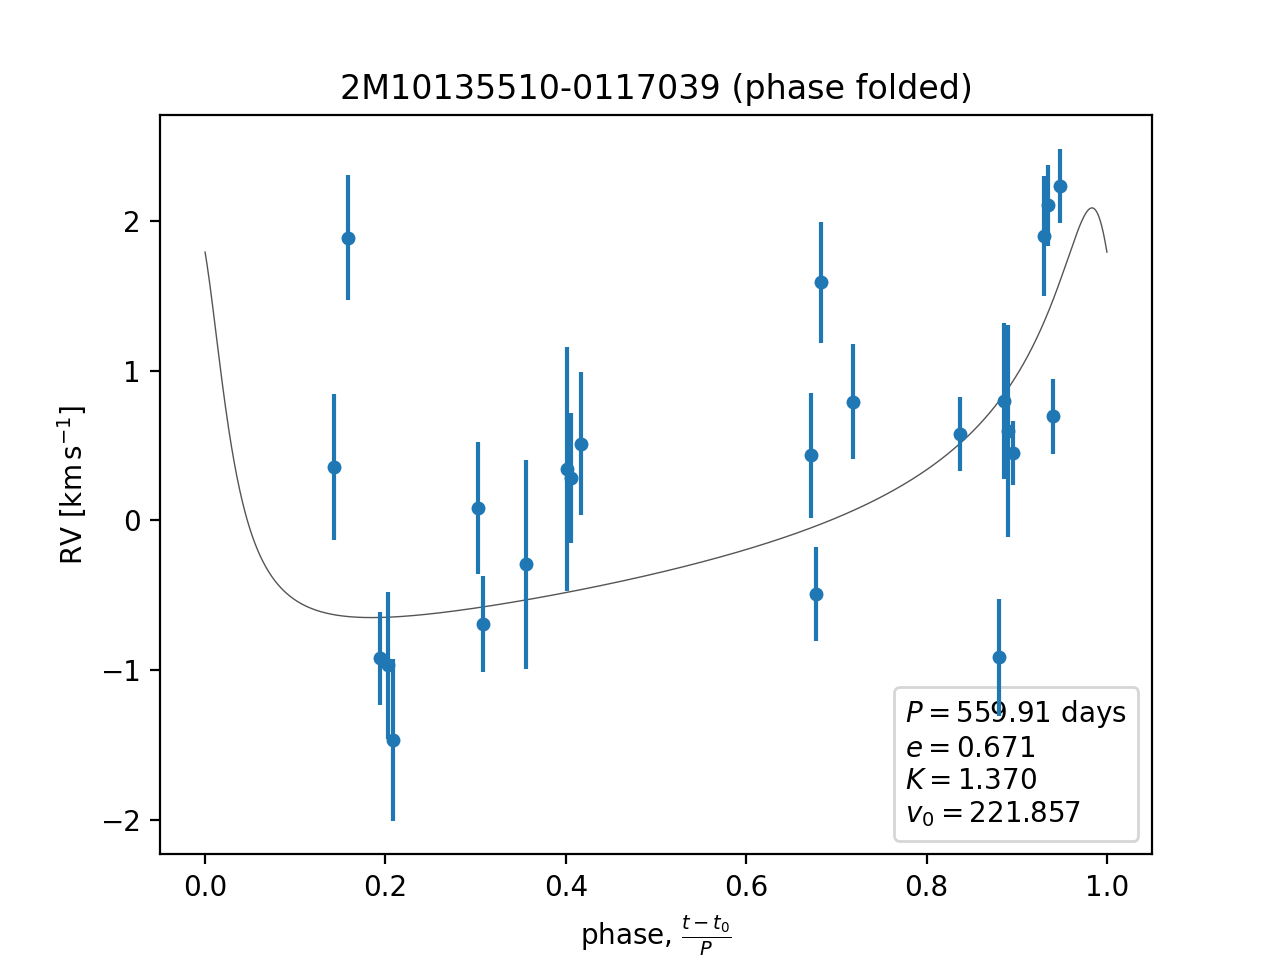 2M10135510-0117039 (phase folded)
RV [km s⁻¹]
2
1
0
−1
−2
P = 559.91 days
e = 0.671
K = 1.370
v₀ = 221.857
0.0 0.2 0.4 0.6 0.8 1.0
phase, (t − t₀)/P